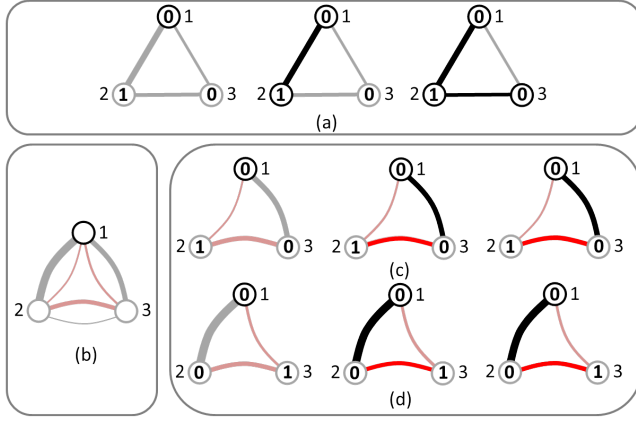 0 1 0 1 0 1
2 1 0 3 2 1 0 3 2 1 0 3
(a)
1
2 3
(b)
0 1 0 1 0 1
2 1 0 3 2 1 0 3 2 1 0 3
(c)
0 1 0 1 0 1
2 0 1 3 2 0 1 3 2 0 1 3
(d)